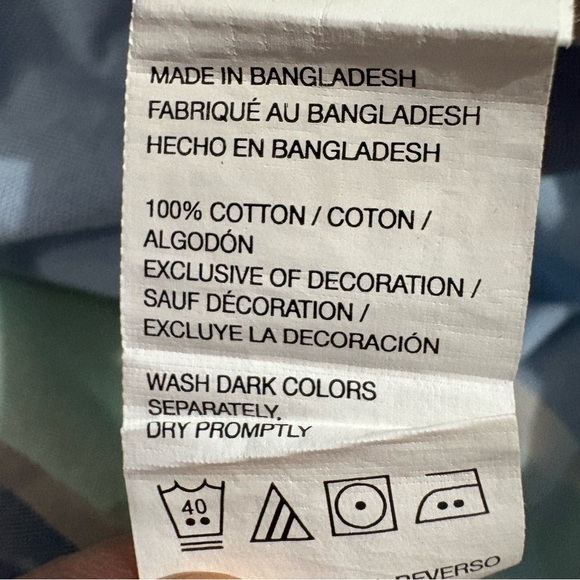 MADE IN BANGLADESH
FABRIQUÉ AU BANGLADESH
HECHO EN BANGLADESH
100% COTTON / COTON /
ALGODÓN
EXCLUSIVE OF DECORATION /
SAUF DÉCORATION /
EXCLUYE LA DECORACIÓN
WASH DARK COLORS
SEPARATELY,
DRY PROMPTLY
40
REVERSO